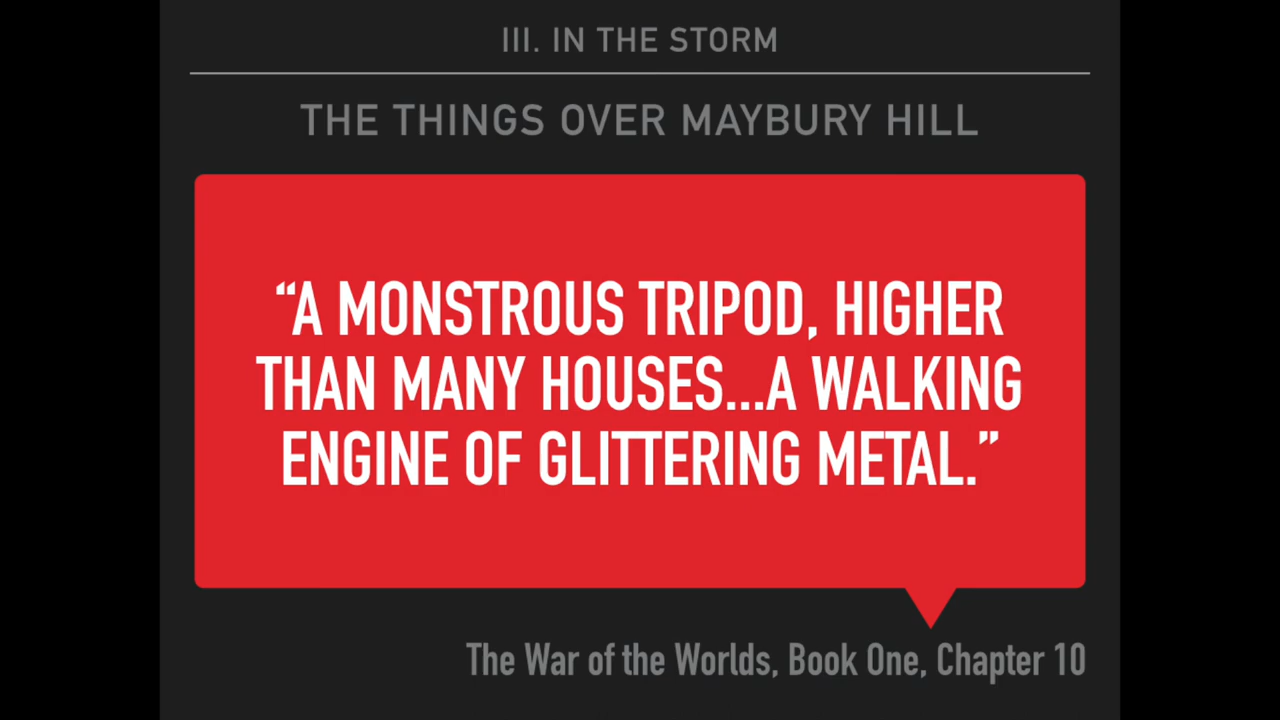 III. IN THE STORM
THE THINGS OVER MAYBURY HILL
“A MONSTROUS TRIPOD, HIGHER
THAN MANY HOUSES...A WALKING
ENGINE OF GLITTERING METAL.”
The War of the Worlds, Book One, Chapter 10